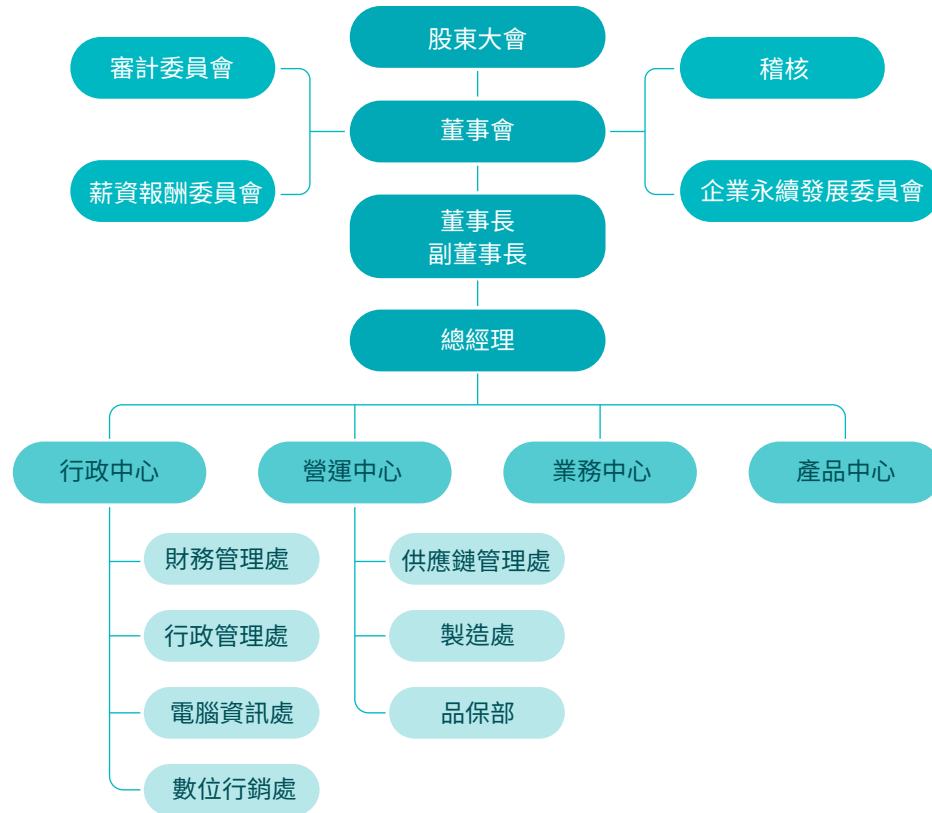 股東大會
審計委員會
稽核
董事會
薪資報酬委員會
企業永續發展委員會
董事長
副董事長
總經理
行政中心
營運中心
業務中心
產品中心
財務管理處
供應鏈管理處
行政管理處
製造處
電腦資訊處
品保部
數位行銷處